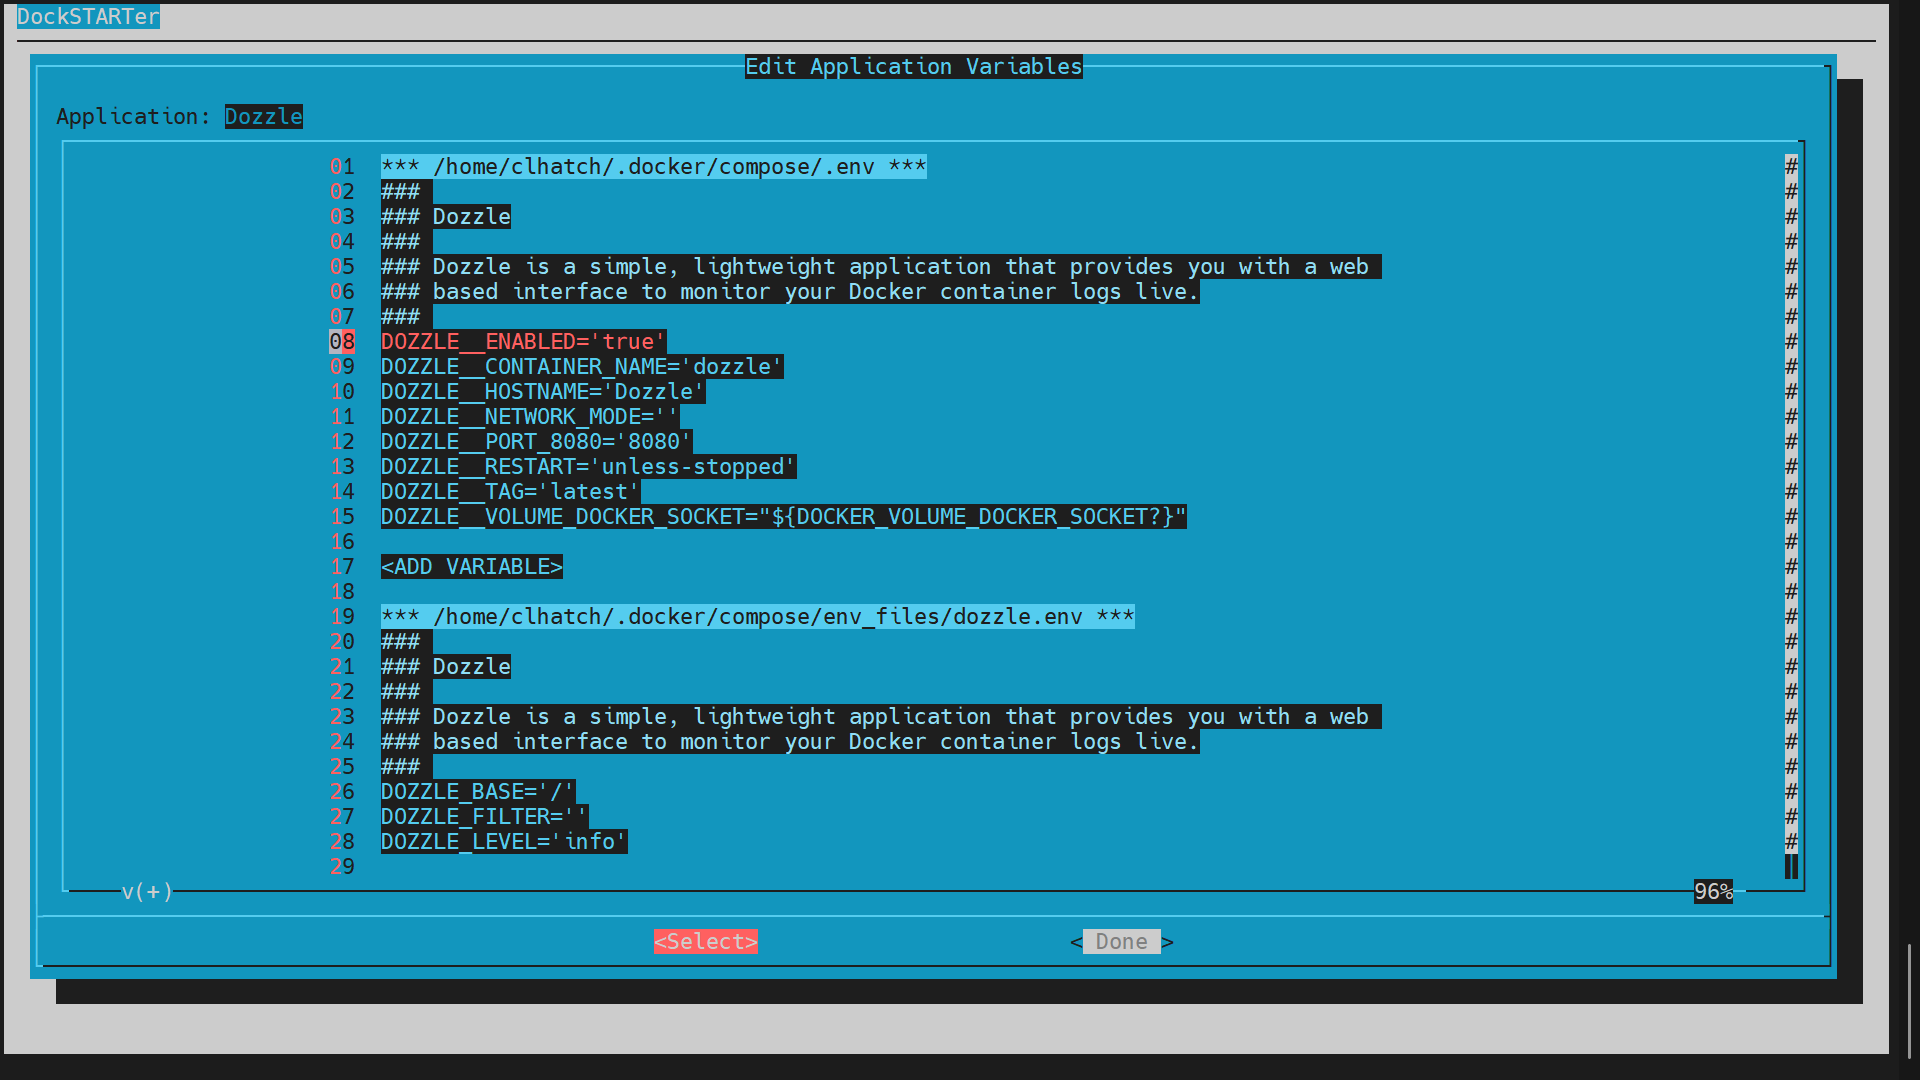 DockSTARTer
Edit Application Variables
Application: Dozzle
01 *** /home/clhatch/.docker/compose/.env *** #
02 ### #
03 ### Dozzle #
04 ### #
05 ### Dozzle is a simple, lightweight application that provides you with a web #
06 ### based interface to monitor your Docker container logs live. #
07 ### #
08 DOZZLE__ENABLED='true' #
09 DOZZLE__CONTAINER_NAME='dozzle' #
10 DOZZLE__HOSTNAME='Dozzle' #
11 DOZZLE__NETWORK_MODE='' #
12 DOZZLE__PORT_8080='8080' #
13 DOZZLE__RESTART='unless-stopped' #
14 DOZZLE__TAG='latest' #
15 DOZZLE__VOLUME_DOCKER_SOCKET="${DOCKER_VOLUME_DOCKER_SOCKET?}" #
16 #
17 <ADD VARIABLE> #
18 #
19 *** /home/clhatch/.docker/compose/env_files/dozzle.env *** #
20 ### #
21 ### Dozzle #
22 ### #
23 ### Dozzle is a simple, lightweight application that provides you with a web #
24 ### based interface to monitor your Docker container logs live. #
25 ### #
26 DOZZLE_BASE='/' #
27 DOZZLE_FILTER='' #
28 DOZZLE_LEVEL='info' #
29
v(+) 96%
<Select> < Done >